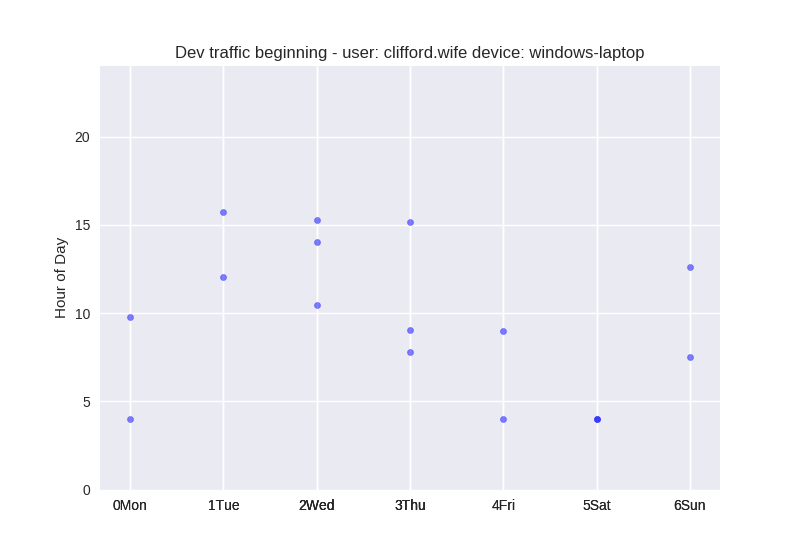 Dev traffic beginning - user: clifford.wife device: windows-laptop
Hour of Day
20
15
10
5
0
0Mon 1Tue 2Wed 3Thu 4Fri 5Sat 6Sun